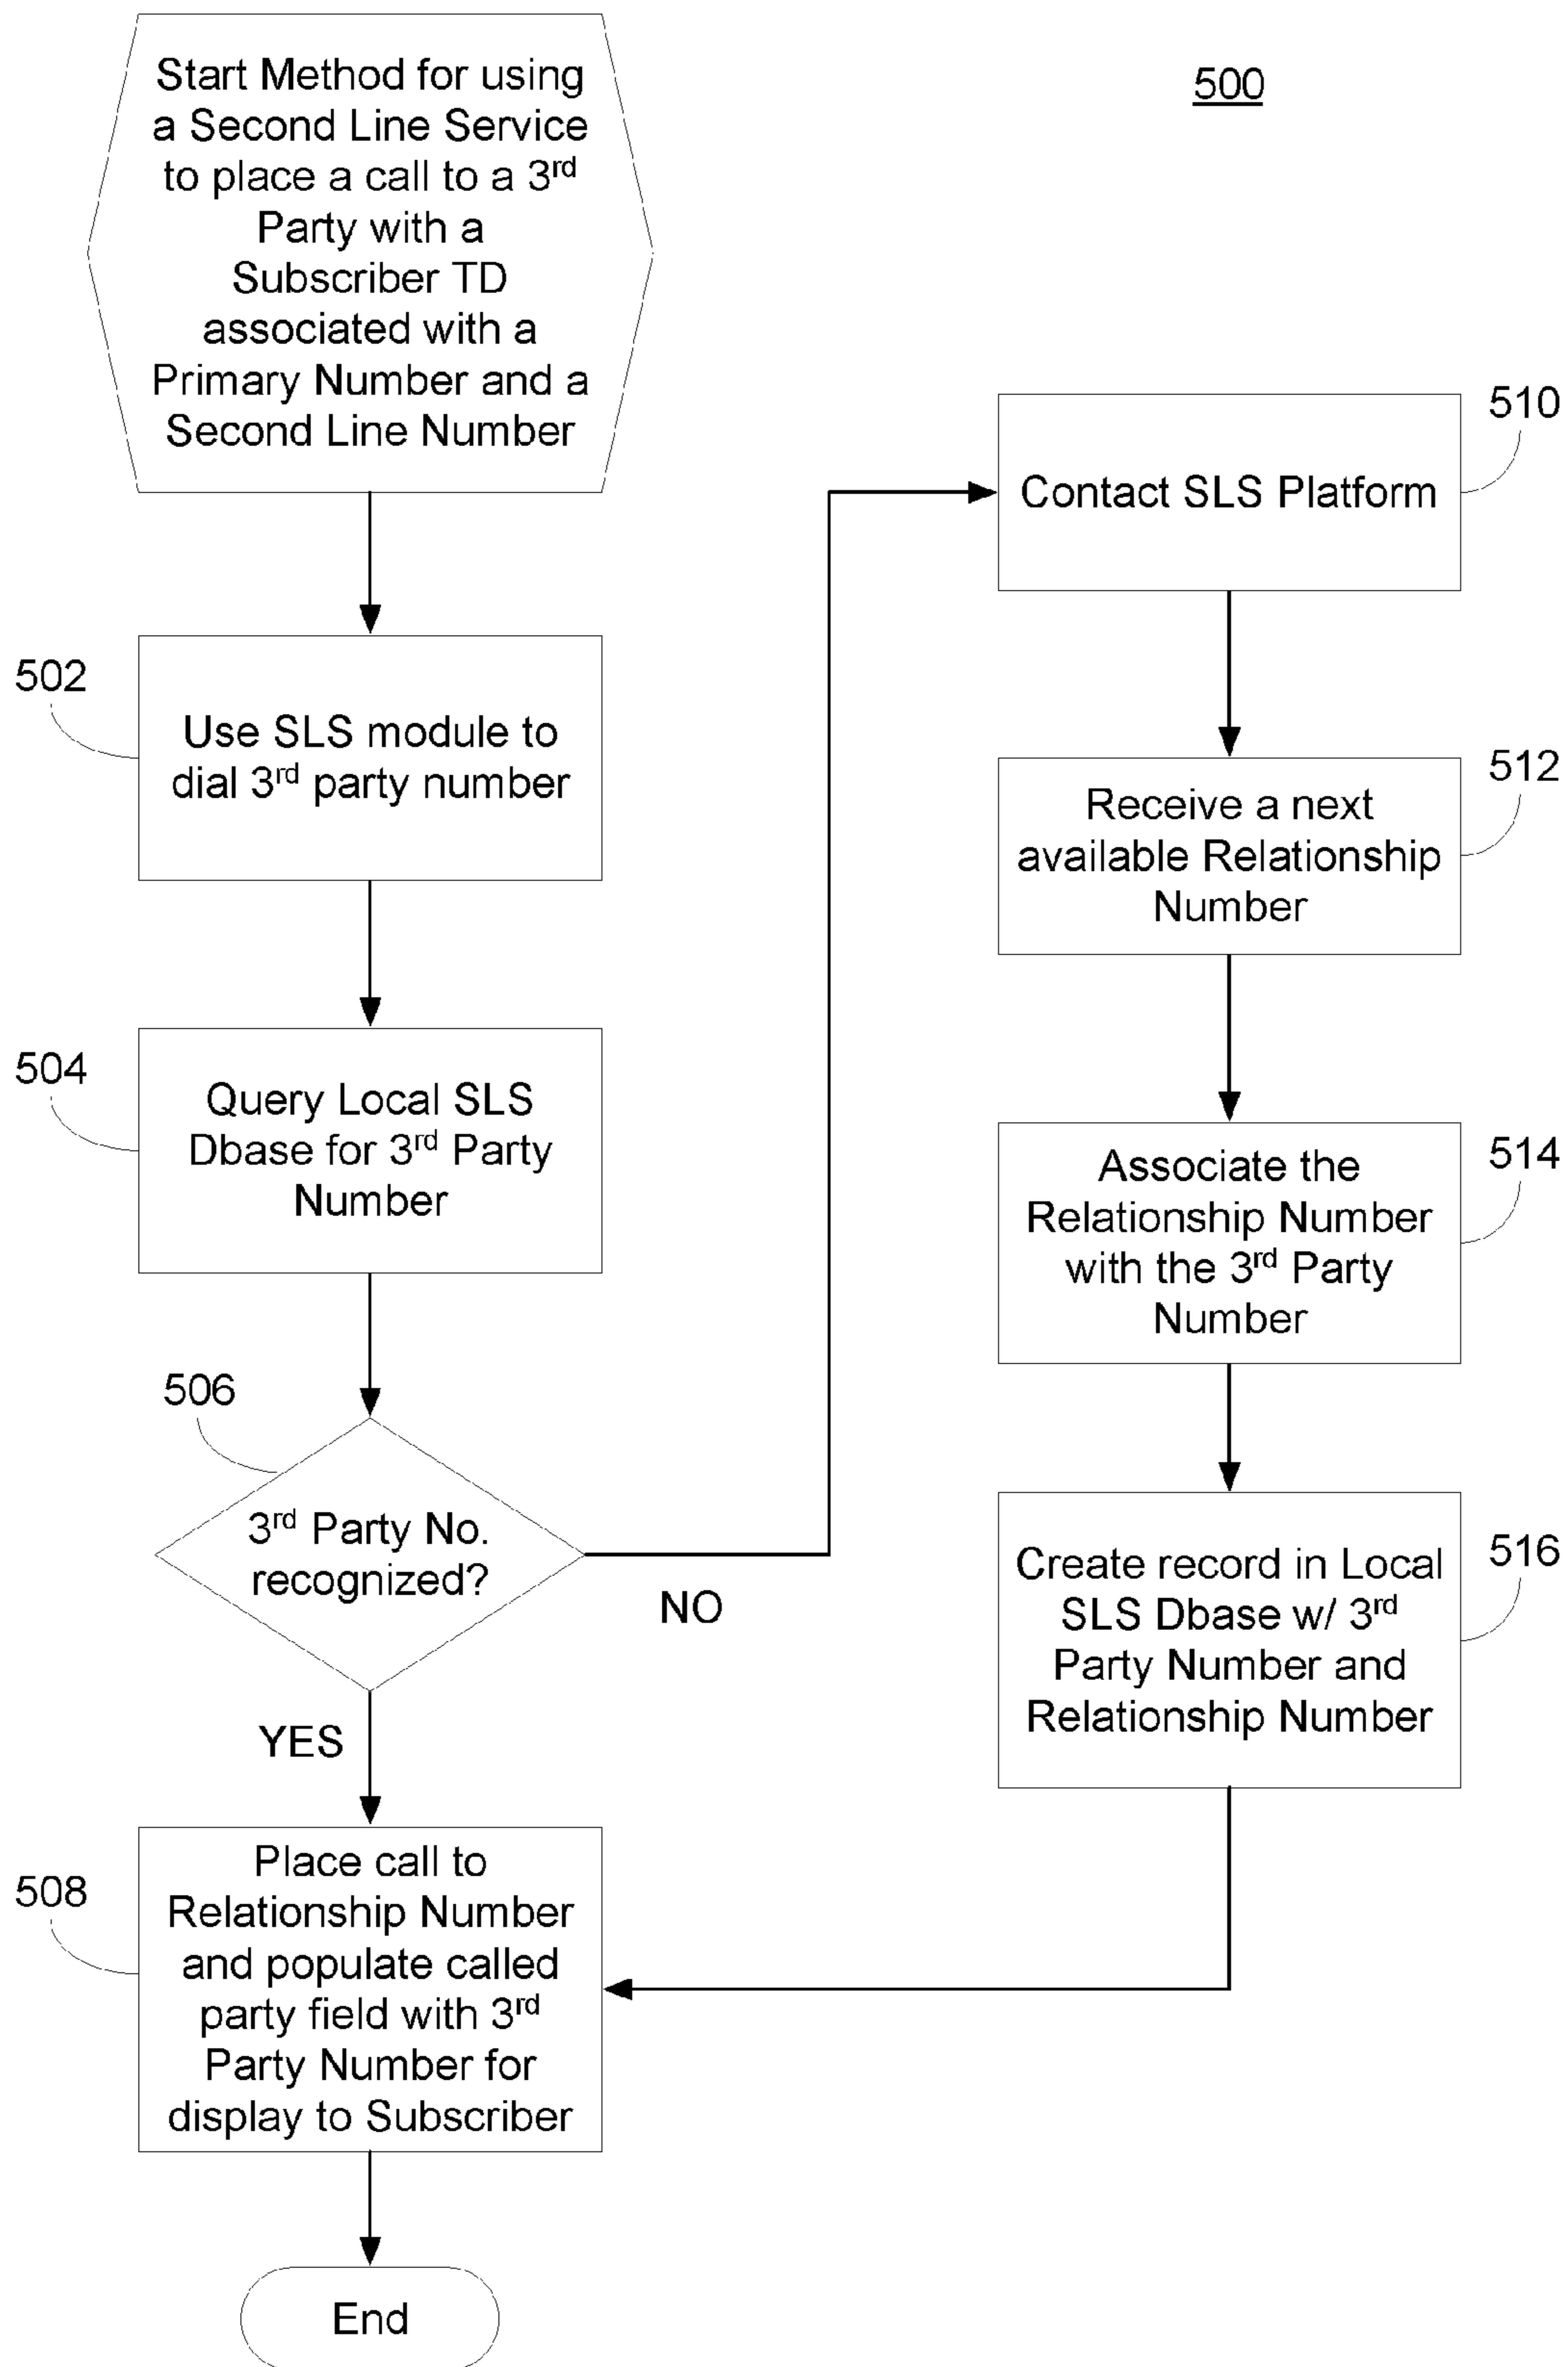 Start Method for using
a Second Line Service
to place a call to a 3rd
Party with a
Subscriber TD
associated with a
Primary Number and a
Second Line Number
500
502
Use SLS module to
dial 3rd party number
504
Query Local SLS
Dbase for 3rd Party
Number
506
3rd Party No.
recognized?
NO
YES
508
Place call to
Relationship Number
and populate called
party field with 3rd
Party Number for
display to Subscriber
End
510
Contact SLS Platform
512
Receive a next
available Relationship
Number
514
Associate the
Relationship Number
with the 3rd Party
Number
516
Create record in Local
SLS Dbase w/ 3rd
Party Number and
Relationship Number